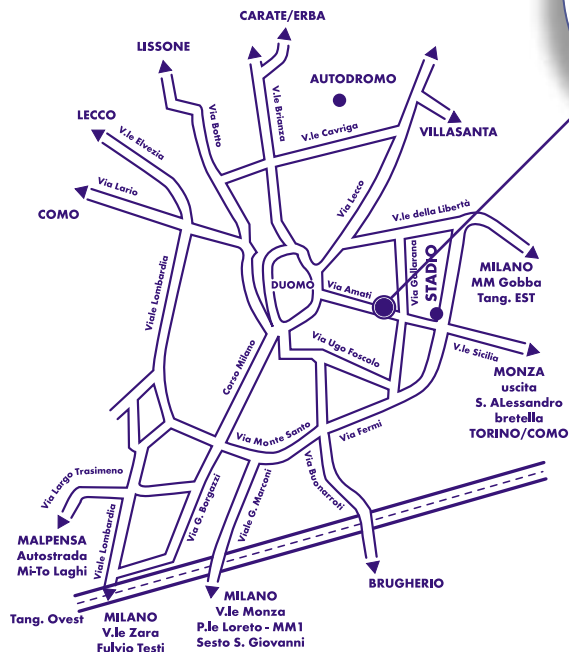 CARATE/ERBA
LISSONE
AUTODROMO
Via Botto
V.le Brianza
LECCO
V.le Elvezia
V.le Cavriga
VILLASANTA
Via Lario
Via Lecco
COMO
V.le della Libertà
MILANO
MM Gobba
Tang. EST
Via Gallarana
STADIO
DUOMO
Via Amati
Viale Lombardia
Via Ugo Foscolo
V.le Sicilia
Corso Milano
MONZA
uscita
S. ALessandro
bretella
TORINO/COMO
Via Monte Santo
Via Fermi
Via Largo Trasimeno
Via G. Borgazzi
Viale G. Marconi
Via Buonarroti
MALPENSA
Autostrada
Mi-To Laghi
Viale Lombardia
BRUGHERIO
Tang. Ovest
MILANO
V.le Zara
Fulvio Testi
MILANO
V.le Monza
P.le Loreto - MM1
Sesto S. Giovanni